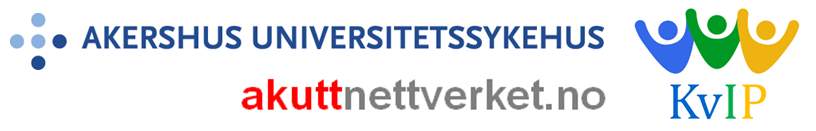 AKERSHUS UNIVERSITETSSYKEHUS
akuttnettverket.no
KvIP